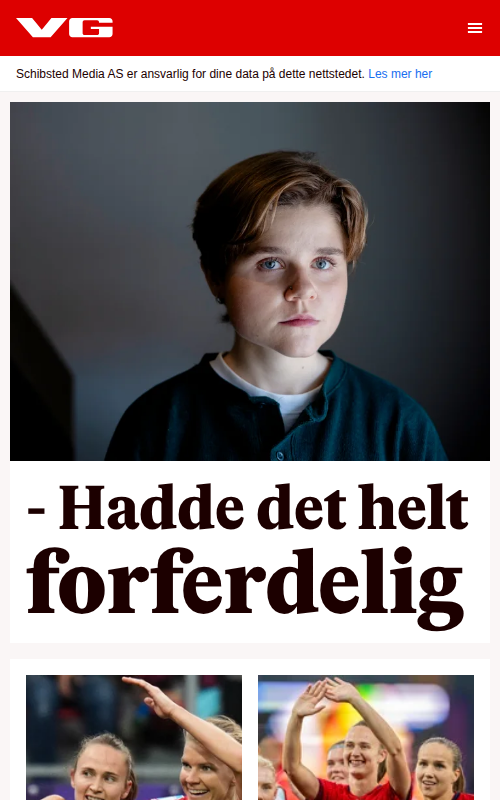 VG
Schibsted Media AS er ansvarlig for dine data på dette nettstedet. Les mer her
- Hadde det helt
forferdelig